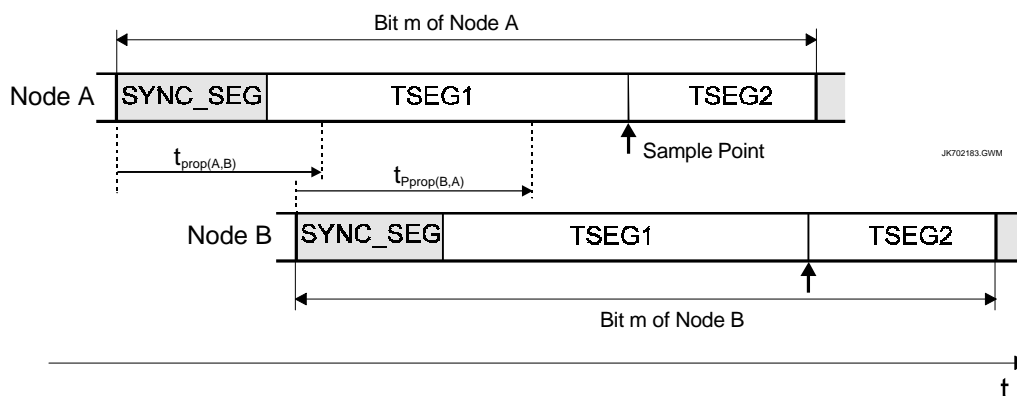 Bit m of Node A
Node A SYNC_SEG TSEG1 TSEG2
Sample Point
JK702183.GWM
tprop(A,B)
tPprop(B,A)
Node B SYNC_SEG TSEG1 TSEG2
Bit m of Node B
t